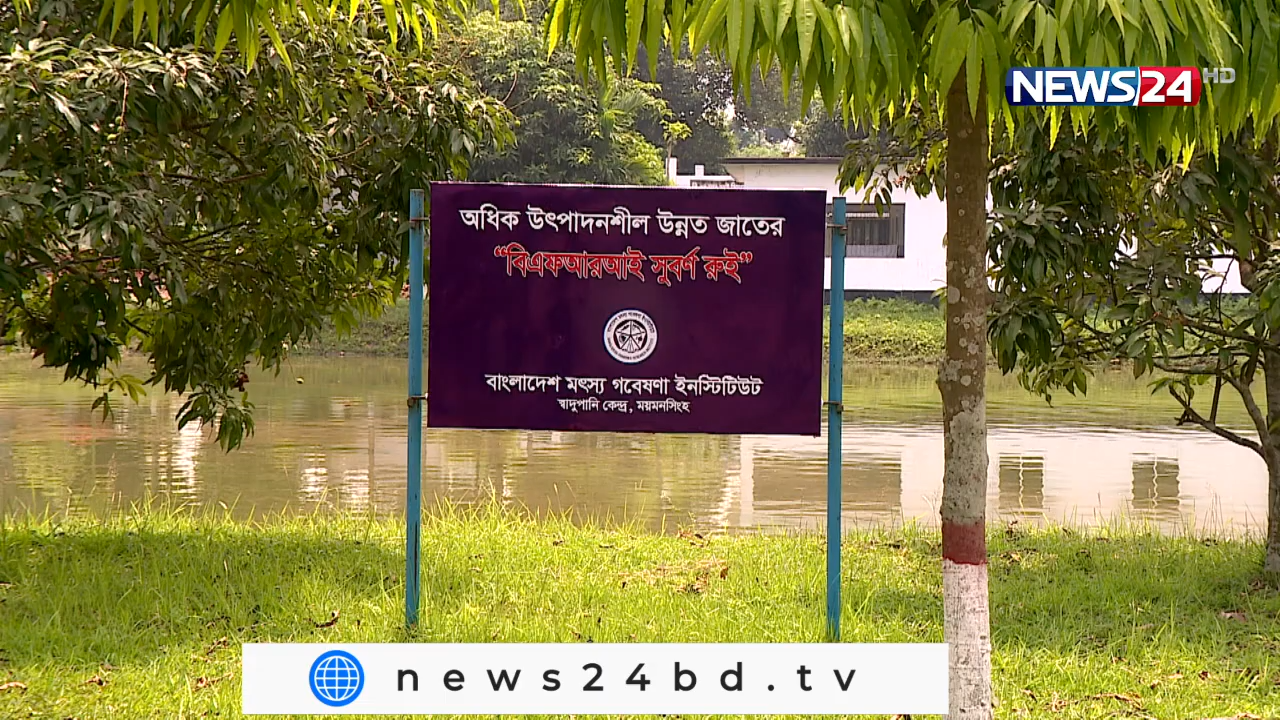 NEWS24 HD
অধিক উৎপাদনশীল উন্নত জাতের
“বিএফআরআই সুবর্ণ রুই”
বাংলাদেশ মৎস্য গবেষণা ইনস্টিটিউট
স্বাদুপানি কেন্দ্র, ময়মনসিংহ
news24bd.tv